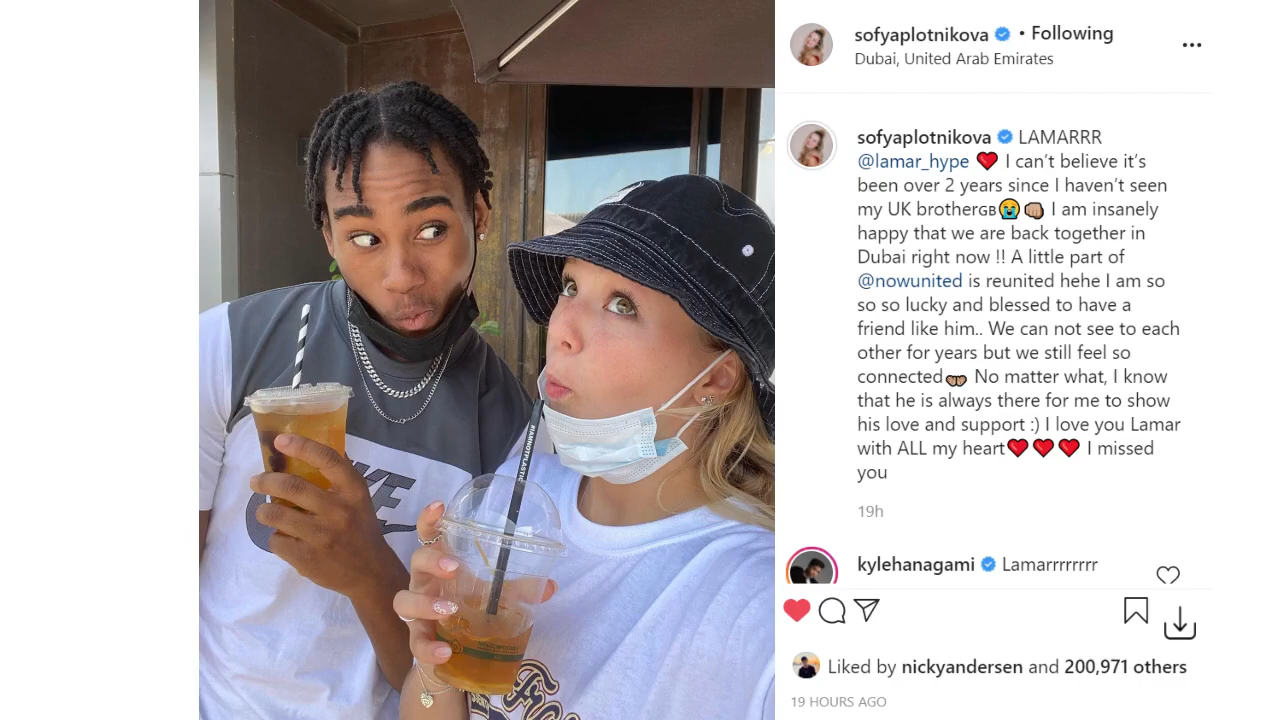 sofyaplotnikova • Following
Dubai, United Arab Emirates
sofyaplotnikova LAMARRR
@lamar_hype ❤️ I can’t believe it’s
been over 2 years since I haven’t seen
my UK brotherGB😭👊🏼 I am insanely
happy that we are back together in
Dubai right now !! A little part of
@nowunited is reunited hehe I am so
so so lucky and blessed to have a
friend like him.. We can not see to each
other for years but we still feel so
connected🤝🏼 No matter what, I know
that he is always there for me to show
his love and support :) I love you Lamar
with ALL my heart❤️❤️❤️ I missed
you
19h
kylehanagami Lamarrrrrrrr
Liked by nickyandersen and 200,971 others
19 HOURS AGO
#IAMNOTPLASTIC